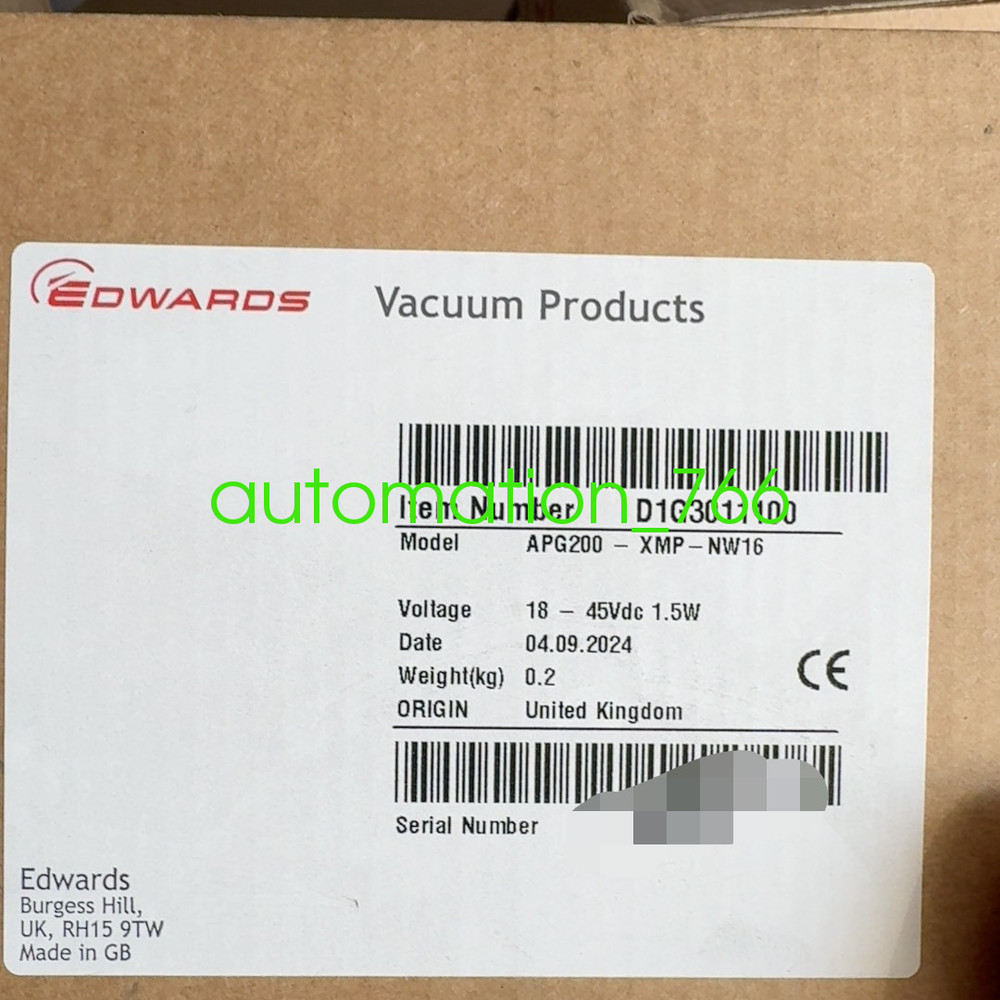 EDWARDS Vacuum Products
automation_766
Item Number D1G3011100
Model APG200 - XMP-NW16
Voltage 18 - 45Vdc 1.5W
Date 04.09.2024
Weight(kg) 0.2
CE
ORIGIN United Kingdom
Serial Number
Edwards
Burgess Hill,
UK, RH15 9TW
Made in GB